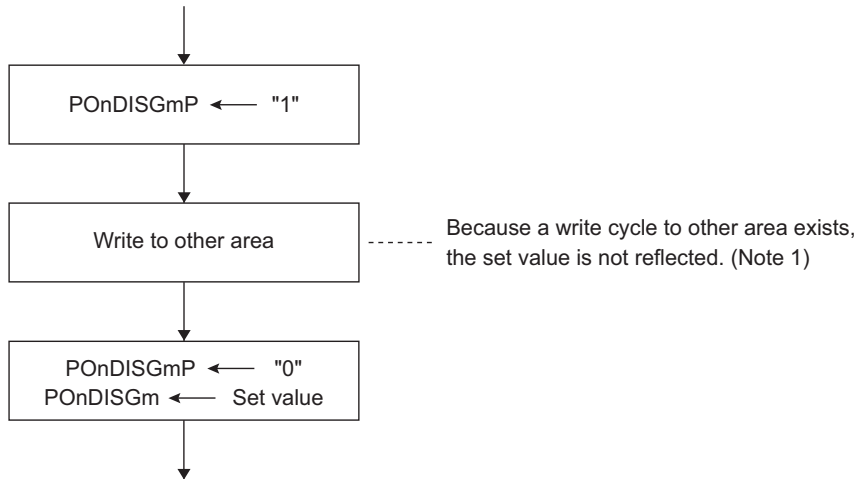 POnDISGmP ← "1"
Write to other area
Because a write cycle to other area exists,
the set value is not reflected. (Note 1)
POnDISGmP ← "0"
POnDISGm ← Set value